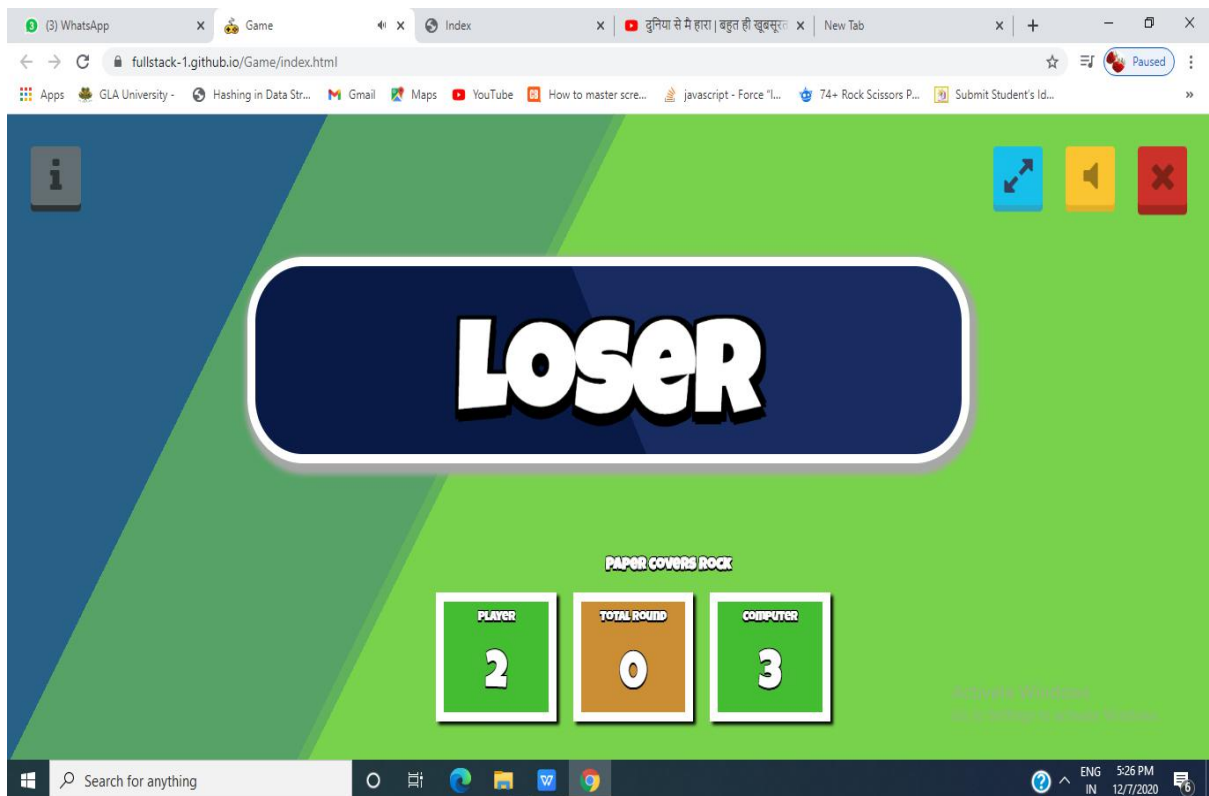 (3) WhatsApp
Game
Index
दुनिया से मै हारा | बहुत ही खूबसूरत
New Tab
fullstack-1.github.io/Game/index.html
Paused
Apps
GLA University -
Hashing in Data Str...
Gmail
Maps
YouTube
How to master scre...
javascript - Force "l...
74+ Rock Scissors P...
Submit Student's Id...
»
i
LOSeR
PAPeR COVeRS ROCK
PLAYeR
2
TOTAL ROUND
0
COMPUTeR
3
Activate Windows
Search for anything
ENG
IN
5:26 PM
12/7/2020
6